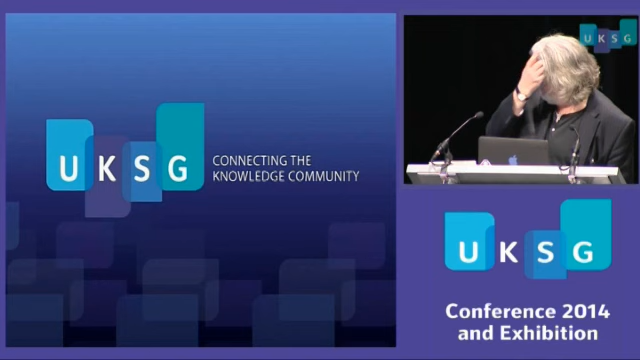 UKSG
CONNECTING THE
KNOWLEDGE COMMUNITY
UKSG
UKSG
Conference 2014
and Exhibition